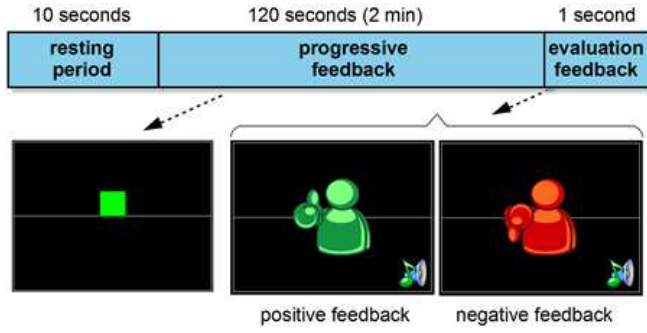 10 seconds
120 seconds (2 min)
1 second
resting
period
progressive
feedback
evaluation
feedback
positive feedback
negative feedback